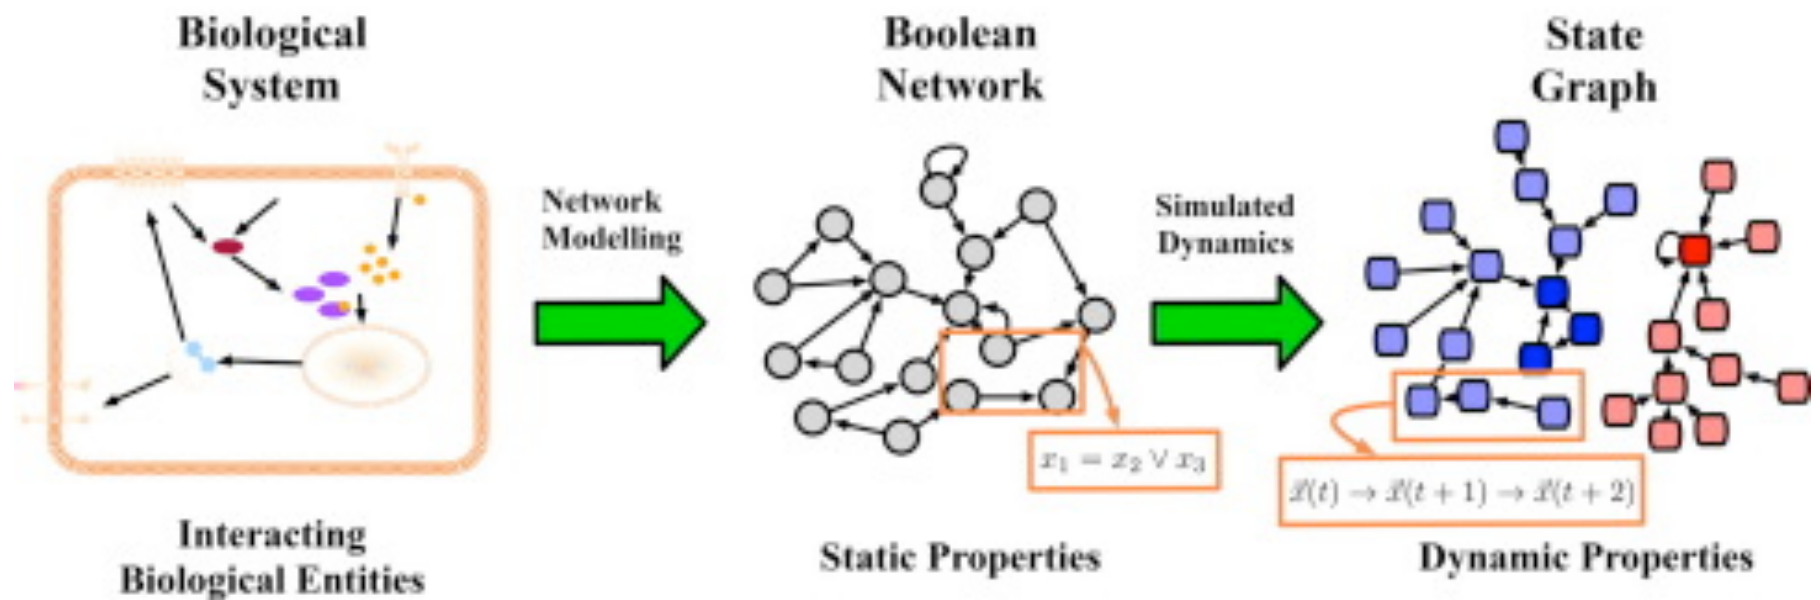 Biological
System
Boolean
Network
State
Graph
Network
Modelling
Simulated
Dynamics
x₁ = x₂ ∨ x₃
x⃗(t) → x⃗(t + 1) → x⃗(t + 2)
Interacting
Biological Entities
Static Properties
Dynamic Properties